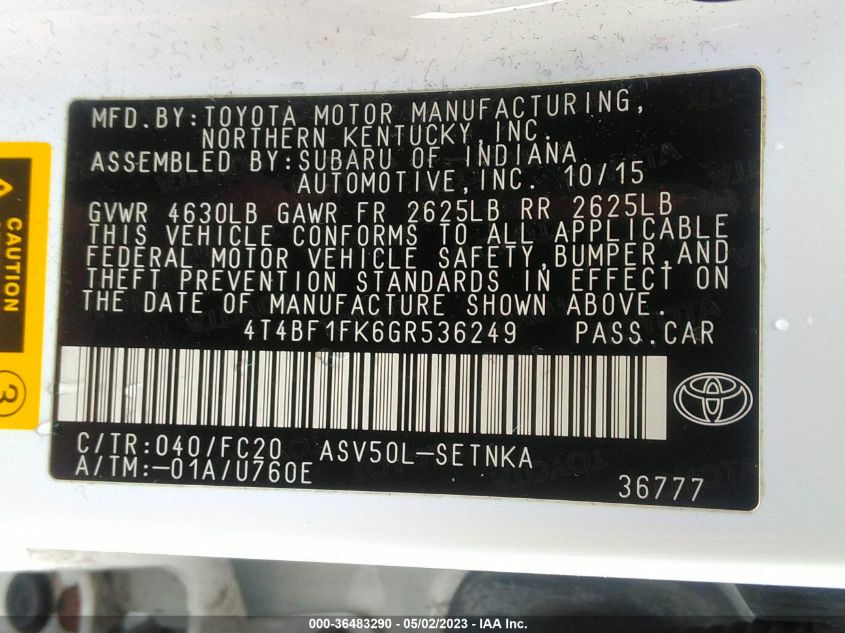 MFD.BY:TOYOTA MOTOR MANUFACTURING,
NORTHERN KENTUCKY,INC.
ASSEMBLED BY:SUBARU OF INDIANA
AUTOMOTIVE,INC. 10/15
GVWR 4630LB GAWR FR 2625LB RR 2625LB
THIS VEHICLE CONFORMS TO ALL APPLICABLE
FEDERAL MOTOR VEHICLE SAFETY,BUMPER,AND
THEFT PREVENTION STANDARDS IN EFFECT ON
THE DATE OF MANUFACTURE SHOWN ABOVE.
4T4BF1FK6GR536249 PASS.CAR
C/TR:040/FC20 ASV50L-SETNKA
A/TM:-01A/U760E
36777
CAUTION
3
000-36483290 - 05/02/2023 - IAA Inc.